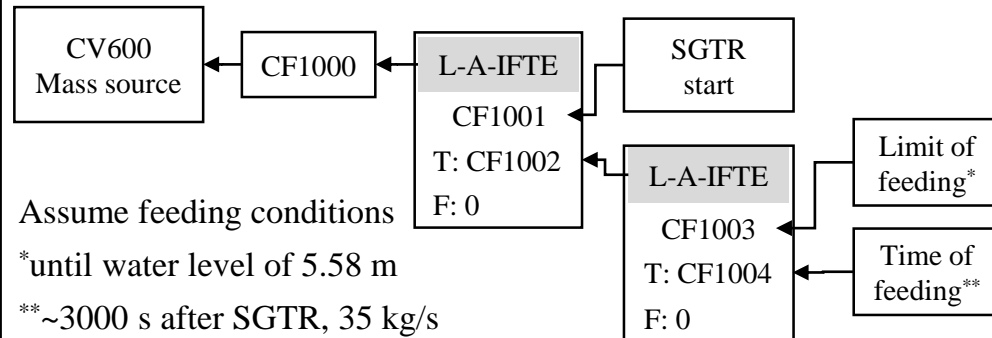 CV600
Mass source
CF1000
L-A-IFTE
CF1001
T: CF1002
F: 0
SGTR
start
L-A-IFTE
CF1003
T: CF1004
F: 0
Limit of
feeding*
Time of
feeding**
Assume feeding conditions
*until water level of 5.58 m
**~3000 s after SGTR, 35 kg/s